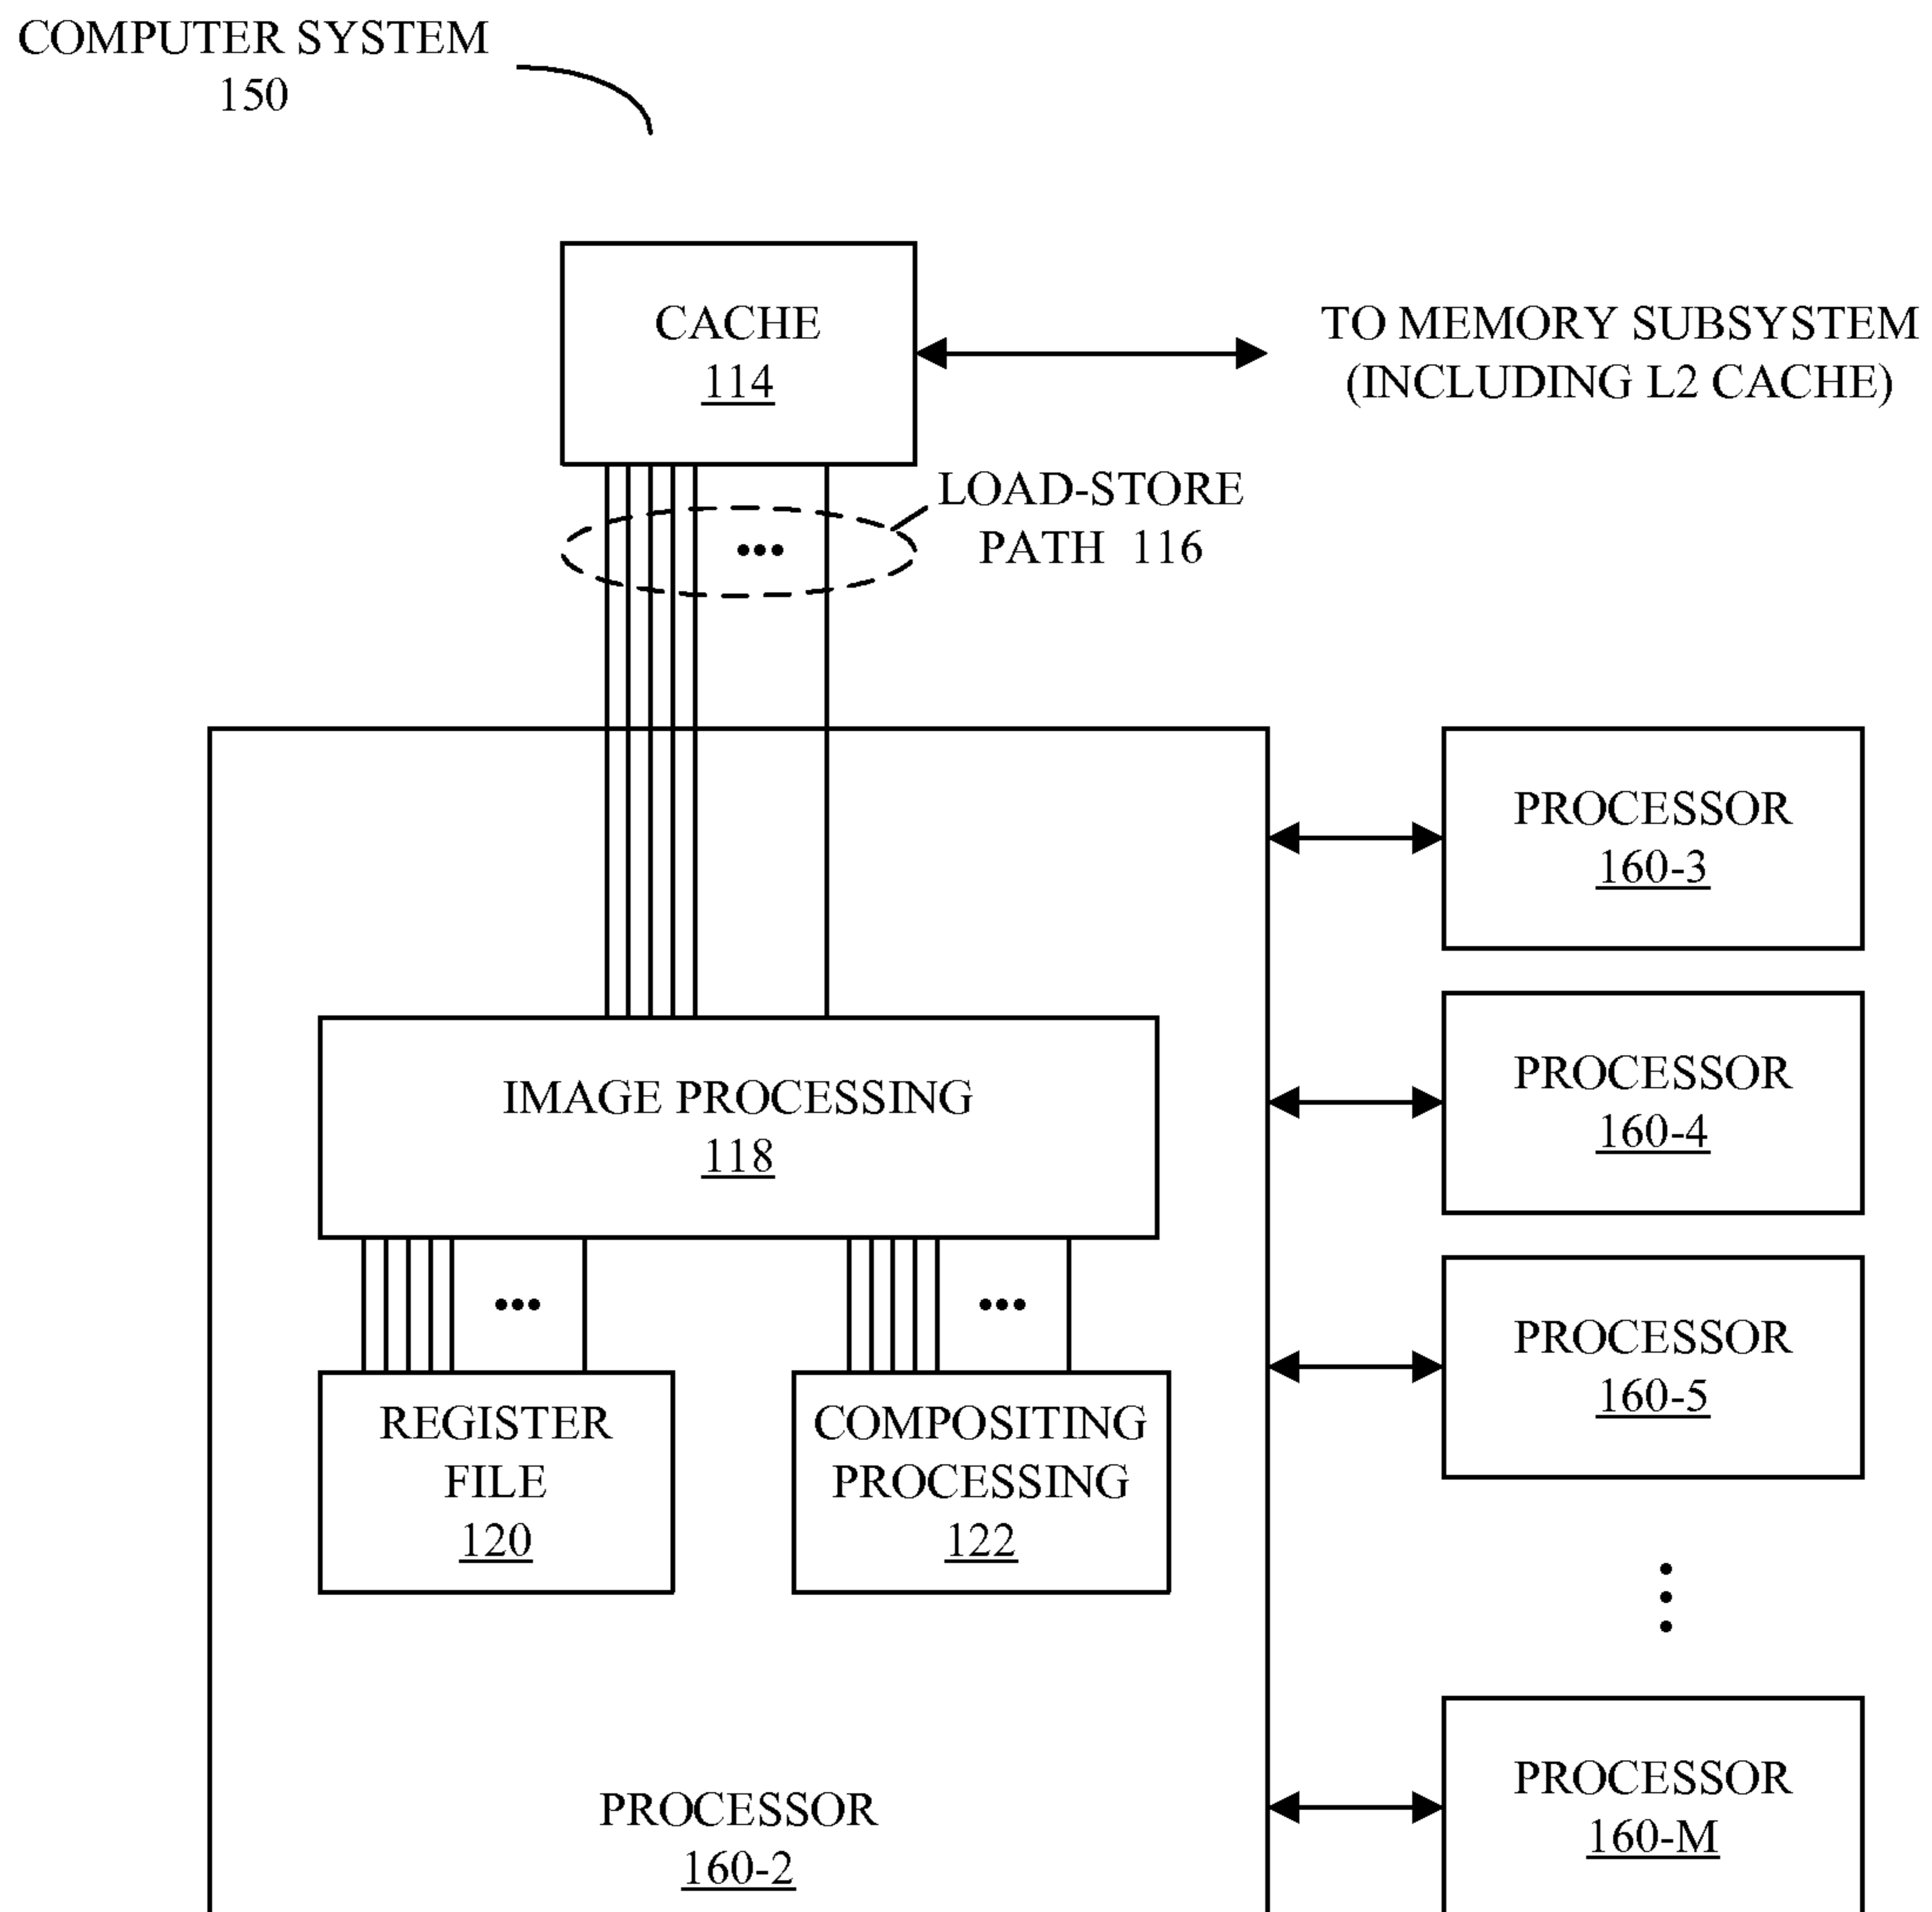 COMPUTER SYSTEM
150
CACHE
114
TO MEMORY SUBSYSTEM
(INCLUDING L2 CACHE)
LOAD-STORE
PATH 116
PROCESSOR
160-3
IMAGE PROCESSING
118
PROCESSOR
160-4
REGISTER
FILE
120
COMPOSITING
PROCESSING
122
PROCESSOR
160-5
PROCESSOR
160-2
PROCESSOR
160-M